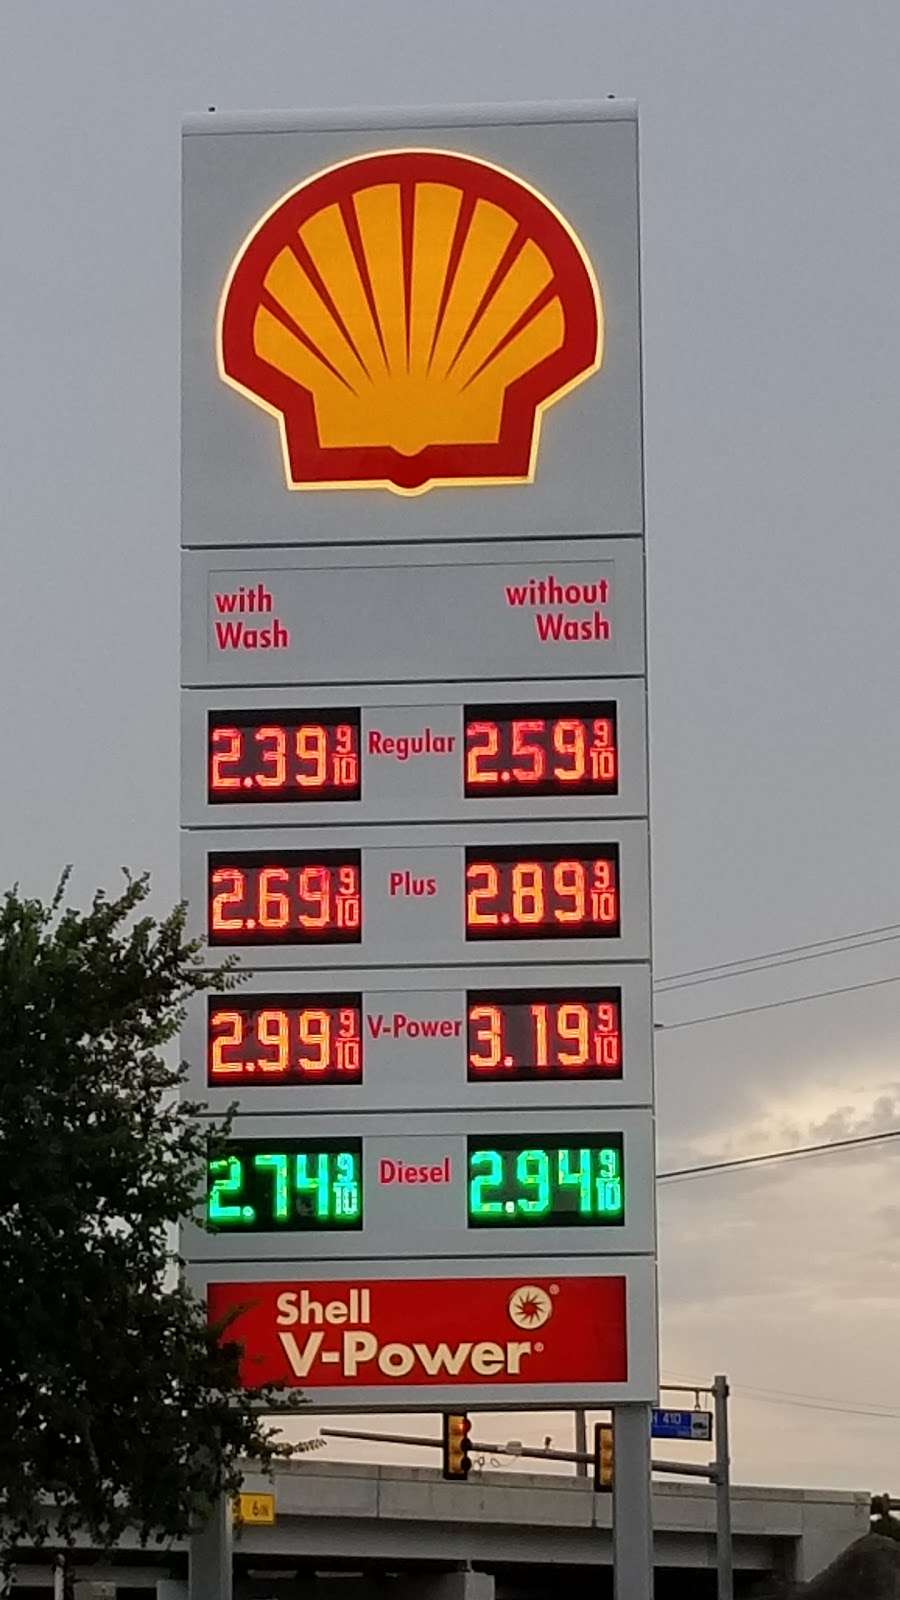 with without
Wash Wash
2.39 9/10 Regular 2.59 9/10
2.69 9/10 Plus 2.89 9/10
2.99 9/10 V-Power 3.19 9/10
2.74 9/10 Diesel 2.94 9/10
Shell ®
V-Power®
410
6IN